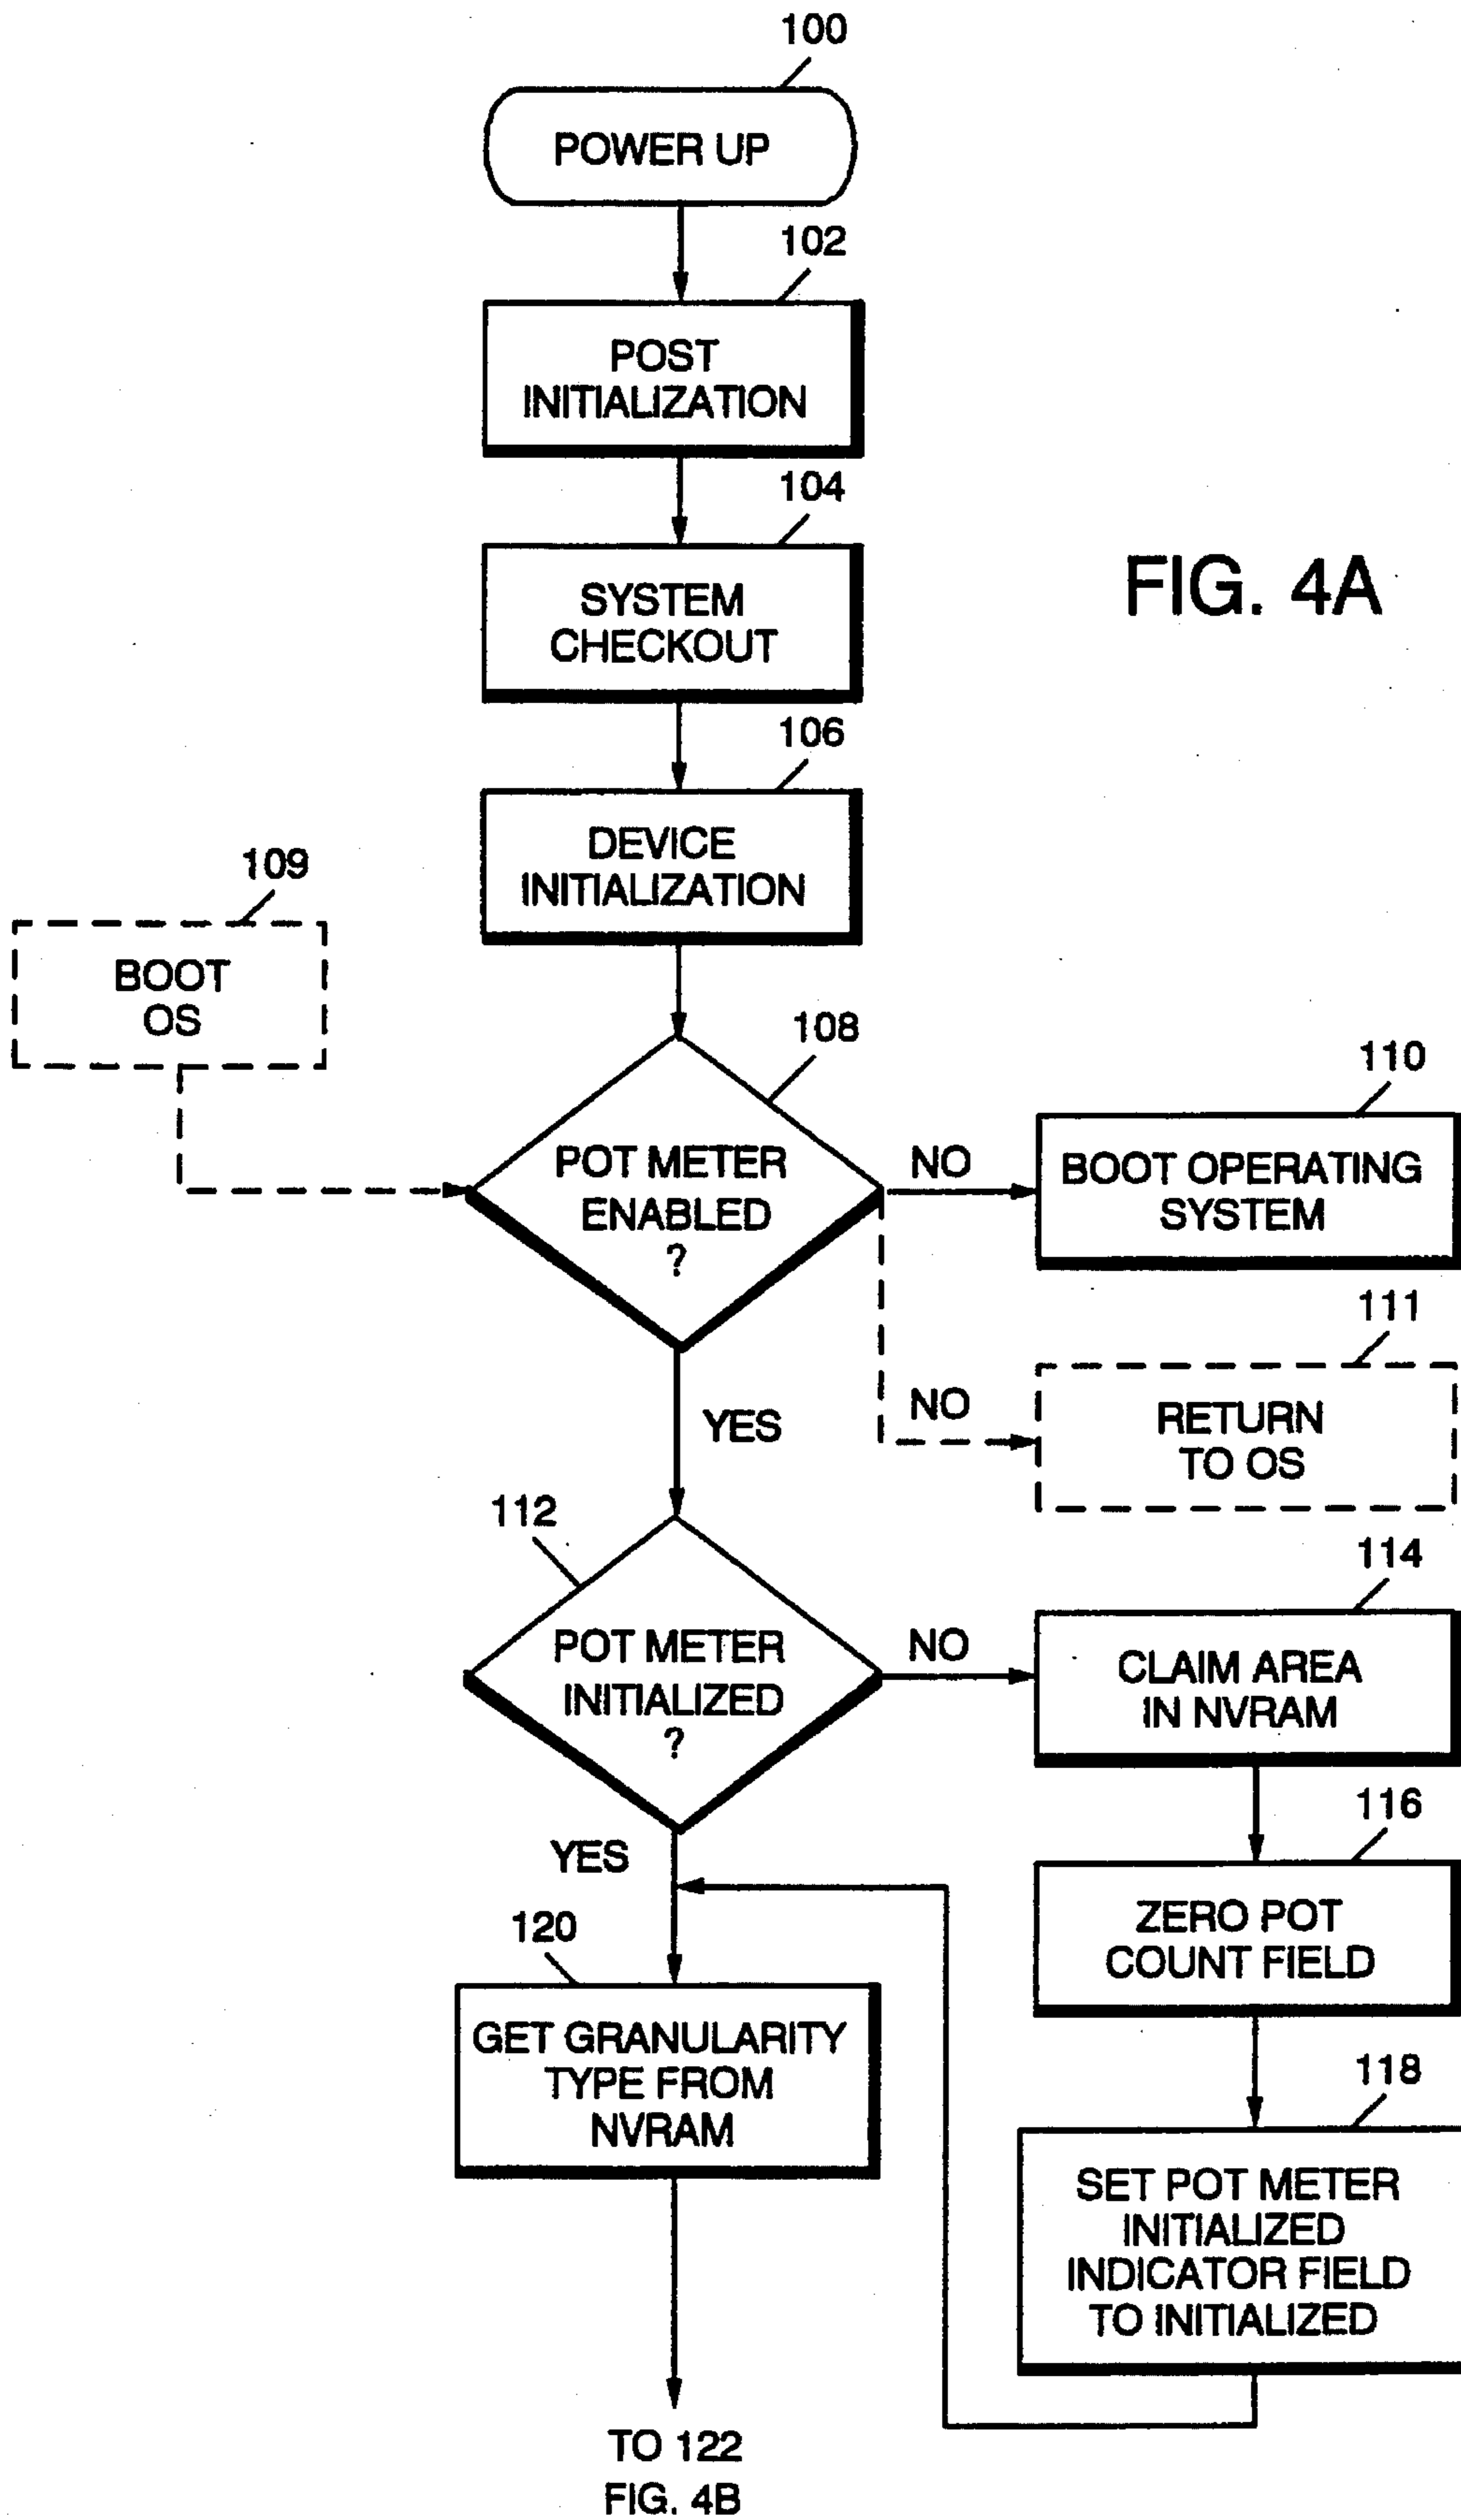 100
POWER UP
102
POST
INITIALIZATION
104
SYSTEM
CHECKOUT
FIG. 4A
106
DEVICE
INITIALIZATION
109
BOOT
OS
108
POT METER
ENABLED
?
NO
110
BOOT OPERATING
SYSTEM
111
NO
RETURN
TO OS
YES
112
POT METER
INITIALIZED
?
NO
114
CLAIM AREA
IN NVRAM
116
ZERO POT
COUNT FIELD
YES
120
GET GRANULARITY
TYPE FROM
NVRAM
118
SET POT METER
INITIALIZED
INDICATOR FIELD
TO INITIALIZED
TO 122
FIG. 4B